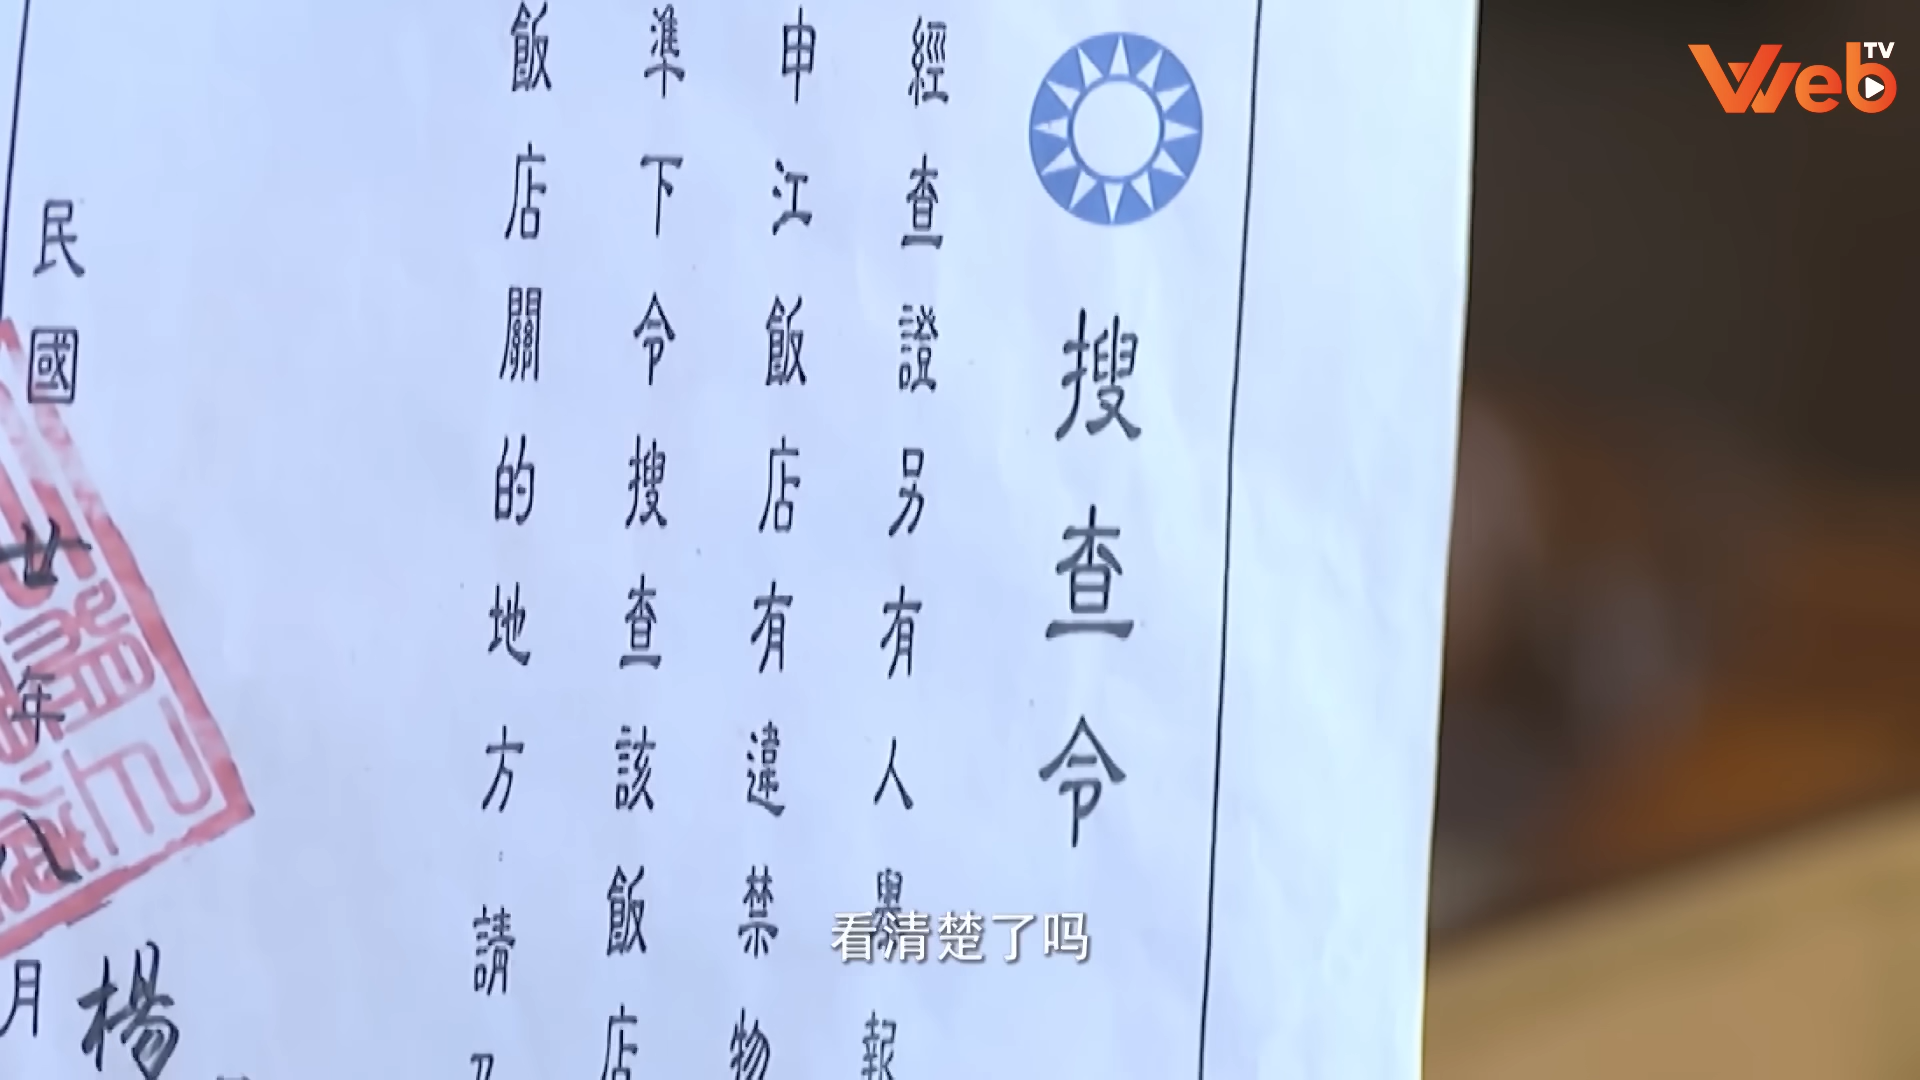 搜查令
經查證另有人舉報
申江飯店有違禁物
準下令搜查該飯店
飯店關的地方請
民國廿年八月
楊
看清楚了吗
Web TV